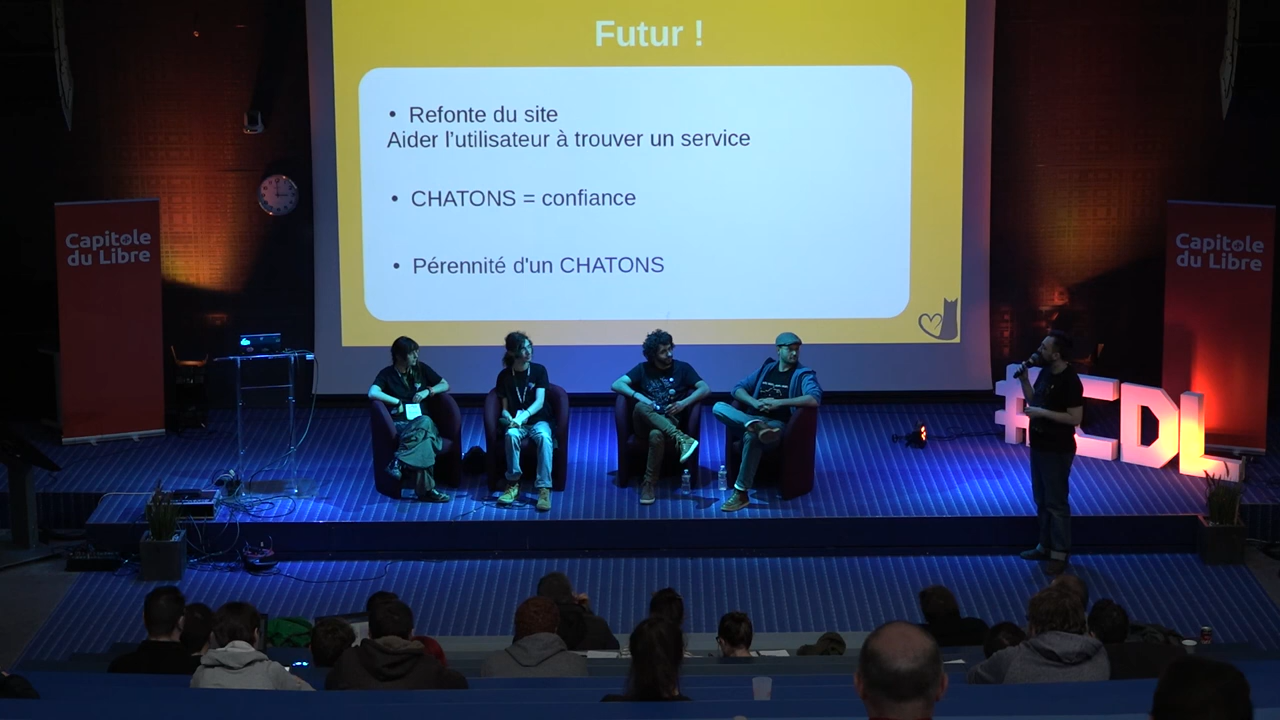 Futur !
• Refonte du site
Aider l'utilisateur à trouver un service
• CHATONS = confiance
• Pérennité d'un CHATONS
Capitole
du Libre
Capitole
du Libre
#CDL